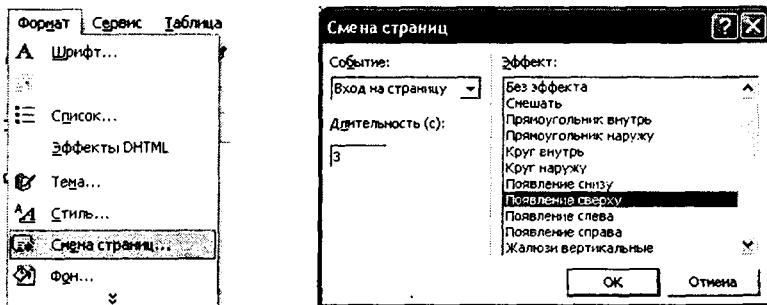 Формат Сервис Таблица
Шрифт...
Список...
Эффекты DHTML
Тема...
Стиль...
Смена страниц...
Фон...
Смена страниц
Событие:
Вход на страницу
Длительность (с):
3
Эффект:
Без эффекта
Смешать
Прямоугольник внутрь
Прямоугольник наружу
Круг внутрь
Круг наружу
Появление снизу
Появление сверху
Появление слева
Появление справа
Жалюзи вертикальные
ОК Отмена